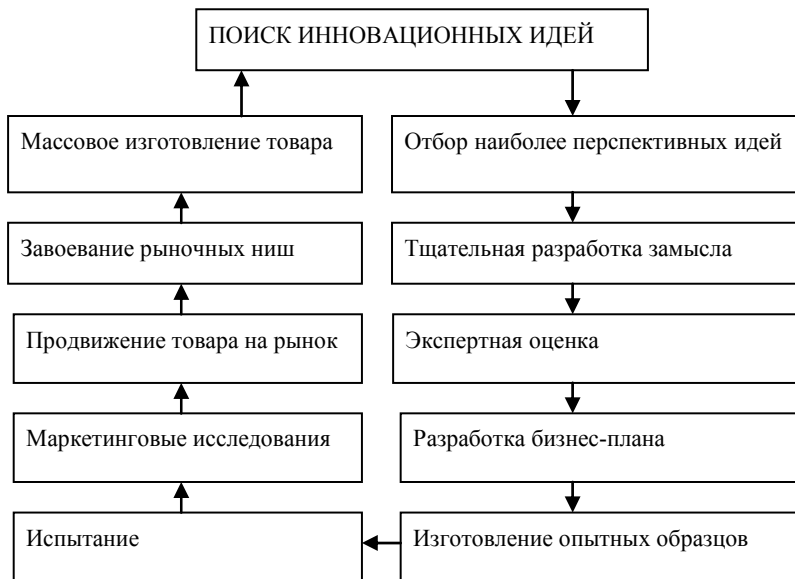 ПОИСК ИННОВАЦИОННЫХ ИДЕЙ
Массовое изготовление товара
Отбор наиболее перспективных идей
Завоевание рыночных ниш
Тщательная разработка замысла
Продвижение товара на рынок
Экспертная оценка
Маркетинговые исследования
Разработка бизнес-плана
Испытание
Изготовление опытных образцов